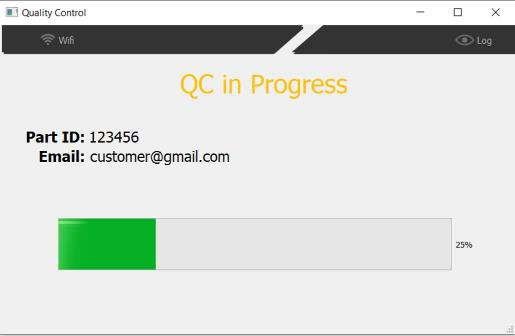 Quality Control
Wifi
Log
QC in Progress
Part ID: 123456
Email: customer@gmail.com
25%